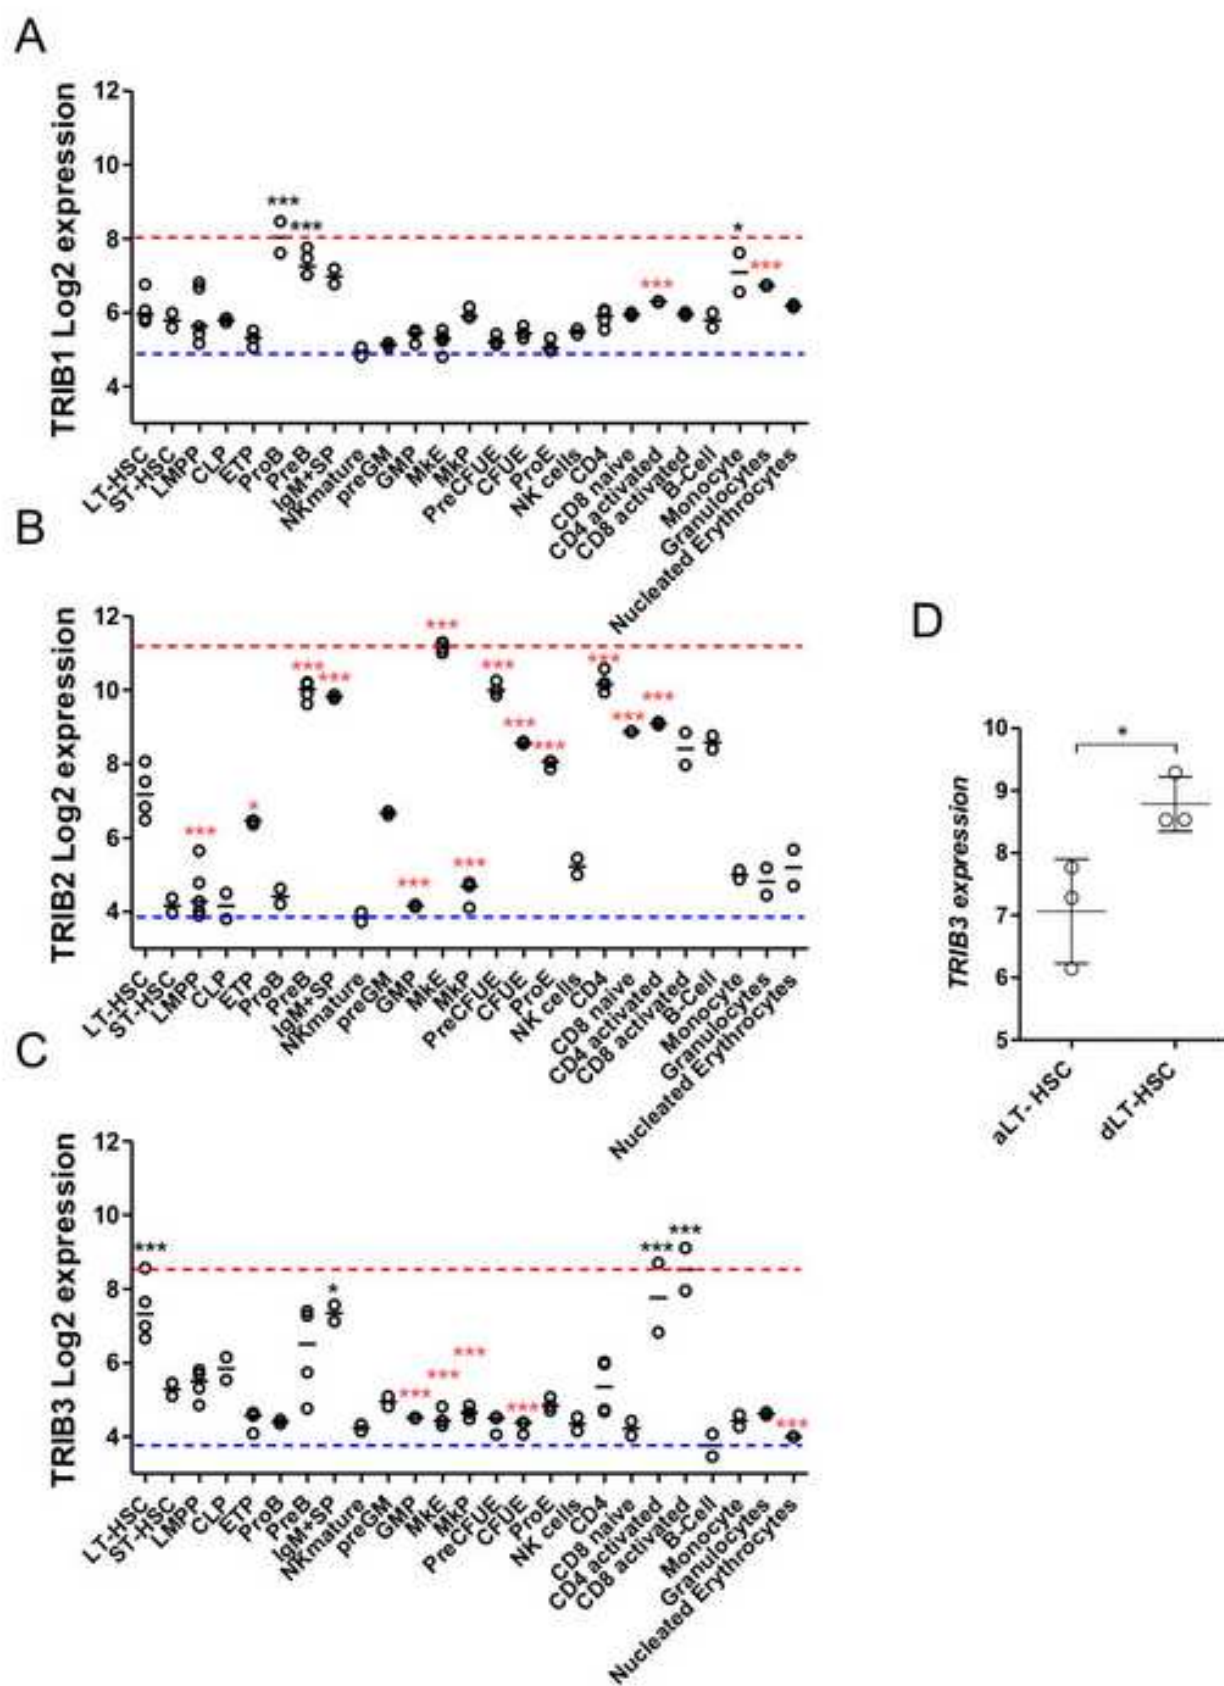 A
TRIB1 Log2 expression
12
10
8
6
4
*** *** *** * ***
LT-HSC ST-HSC LMPP CLP ETP ProB PreB IgM+SP NKmature preGM GMP MkE MkP PreCFUE CFUE ProE NK cells CD4 CD8 naive CD4 activated CD8 activated B-Cell Monocyte Granulocytes Nucleated Erythrocytes
B
TRIB2 Log2 expression
12
10
8
6
4
*** * *** *** *** *** *** *** *** *** *** *** ***
LT-HSC ST-HSC LMPP CLP ETP ProB PreB IgM+SP NKmature preGM GMP MkE MkP PreCFUE CFUE ProE NK cells CD4 CD8 naive CD4 activated CD8 activated B-Cell Monocyte Granulocytes Nucleated Erythrocytes
C
TRIB3 Log2 expression
12
10
8
6
4
*** * *** *** *** *** *** *** ***
LT-HSC ST-HSC LMPP CLP ETP ProB PreB IgM+SP NKmature preGM GMP MkE MkP PreCFUE CFUE ProE NK cells CD4 CD8 naive CD4 activated CD8 activated B-Cell Monocyte Granulocytes Nucleated Erythrocytes
D
TRIB3 expression
10
9
8
7
6
5
*
aLT- HSC dLT-HSC